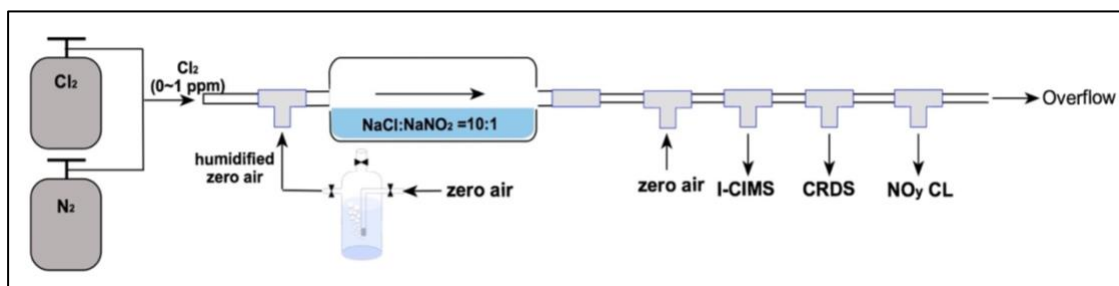 Cl₂
N₂
Cl₂
(0~1 ppm)
humidified
zero air
NaCl:NaNO₂ =10:1
zero air
zero air
I-CIMS
CRDS
NOy CL
Overflow